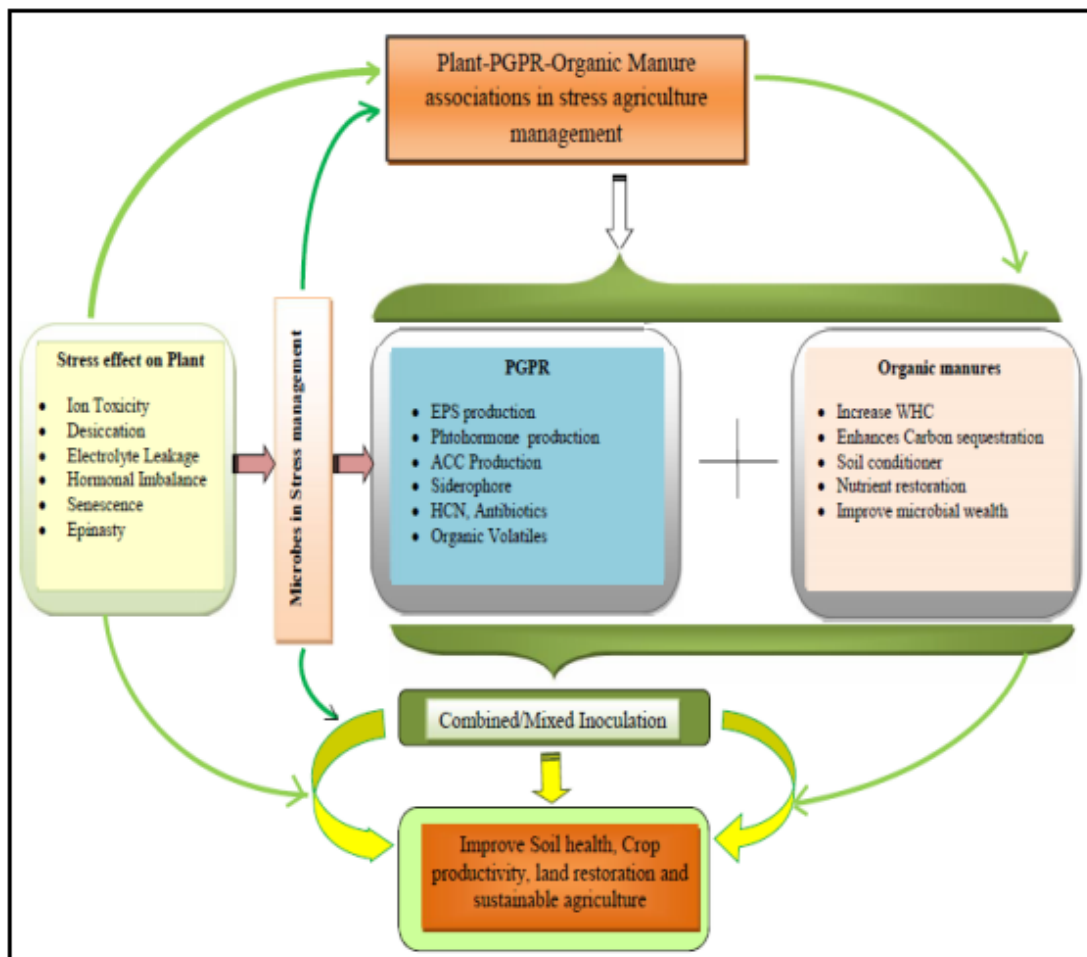 Plant-PGPR-Organic Manure
associations in stress agriculture
management
Stress effect on Plant
• Ion Toxicity
• Desiccation
• Electrolyte Leakage
• Hormonal Imbalance
• Senescence
• Epinasty
Microbes in Stress management
PGPR
• EPS production
• Phtohormone production
• ACC Production
• Siderophore
• HCN, Antibiotics
• Organic Volatiles
Organic manures
• Increase WHC
• Enhances Carbon sequestration
• Soil conditioner
• Nutrient restoration
• Improve microbial wealth
Combined/Mixed Inoculation
Improve Soil health, Crop
productivity, land restoration and
sustainable agriculture